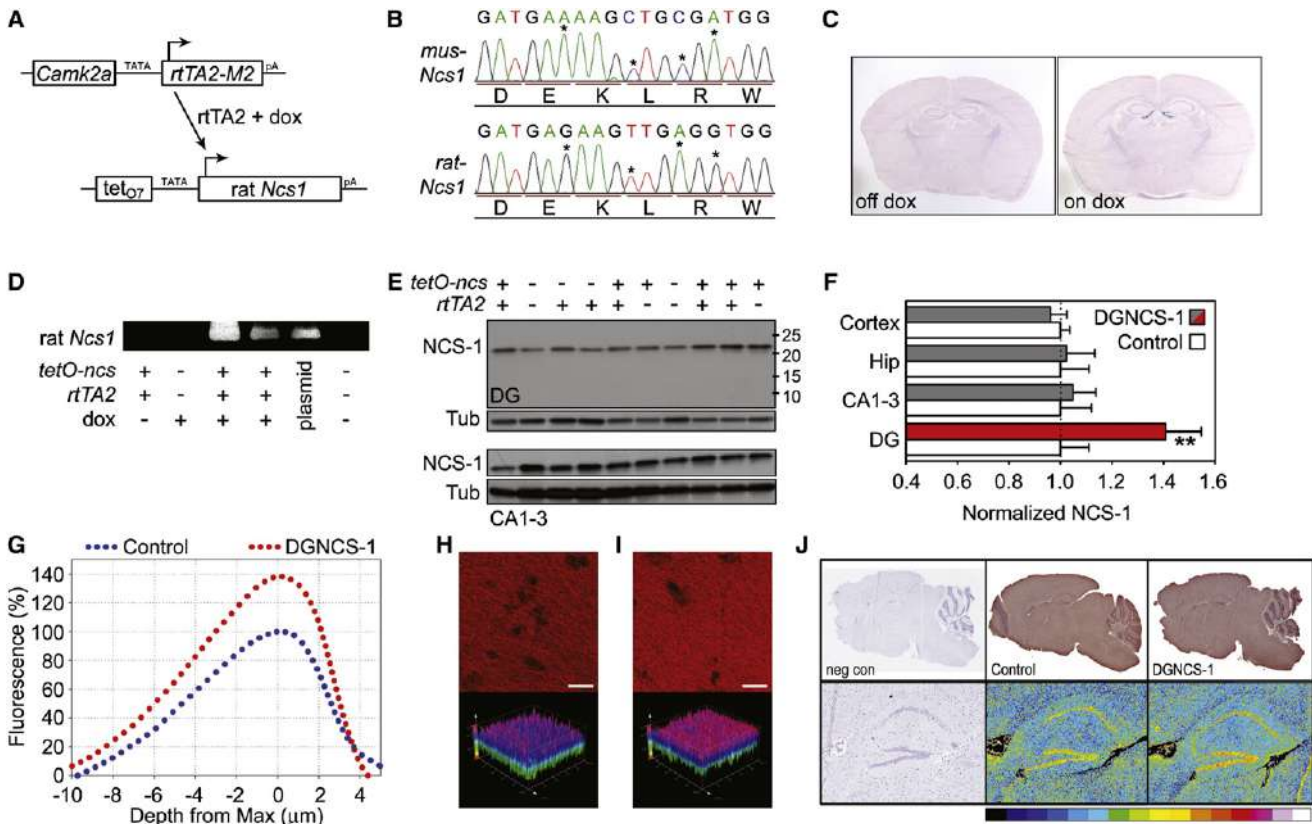 A
Camk2a TATA rtTA2-M2 pA
rtTA2 + dox
tetO7 TATA rat Ncs1 pA
B
GATGAAAAGCTGCGATGG
mus-
Ncs1
* * * *
D E K L R W
GATGAGAAGTTGAGGTGG
rat-
Ncs1
* * * *
D E K L R W
C
off dox
on dox
D
rat Ncs1
tetO-ncs + - + + plasmid -
rtTA2 + - + + -
dox - + + + -
E
tetO-ncs + - - - + + - + + +
rtTA2 + - + + + - - + + -
NCS-1
25
20
15
10
DG
Tub
NCS-1
Tub
CA1-3
F
DGNCS-1
Control
Cortex
Hip
CA1-3
DG
**
0.4 0.6 0.8 1.0 1.2 1.4 1.6
Normalized NCS-1
G
Control DGNCS-1
Fluorescence (%)
140
120
100
80
60
40
20
0
-10 -8 -6 -4 -2 0 2 4
Depth from Max (μm)
H
I
J
neg con
Control
DGNCS-1